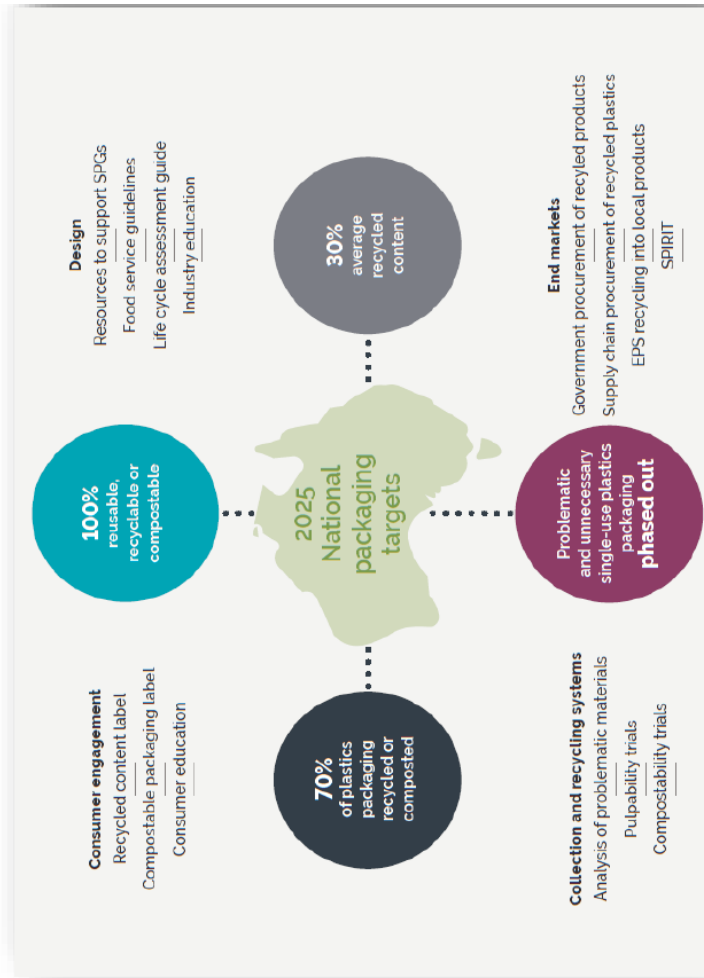 Consumer engagement
Recycled content label
Compostable packaging label
Consumer education
100%
reusable,
recyclable or
compostable
Design
Resources to support SPGs
Food service guidelines
Life cycle assessment guide
Industry education
70%
of plastics
packaging
recycled or
composted
2025
National
packaging
targets
30%
average
recycled
content
Collection and recycling systems
Analysis of problematic materials
Pulpability trials
Compostability trials
Problematic
and unnecessary
single-use plastics
packaging
phased out
End markets
Government procurement of recyled products
Supply chain procurement of recycled plastics
EPS recycling into local products
SPIRIT